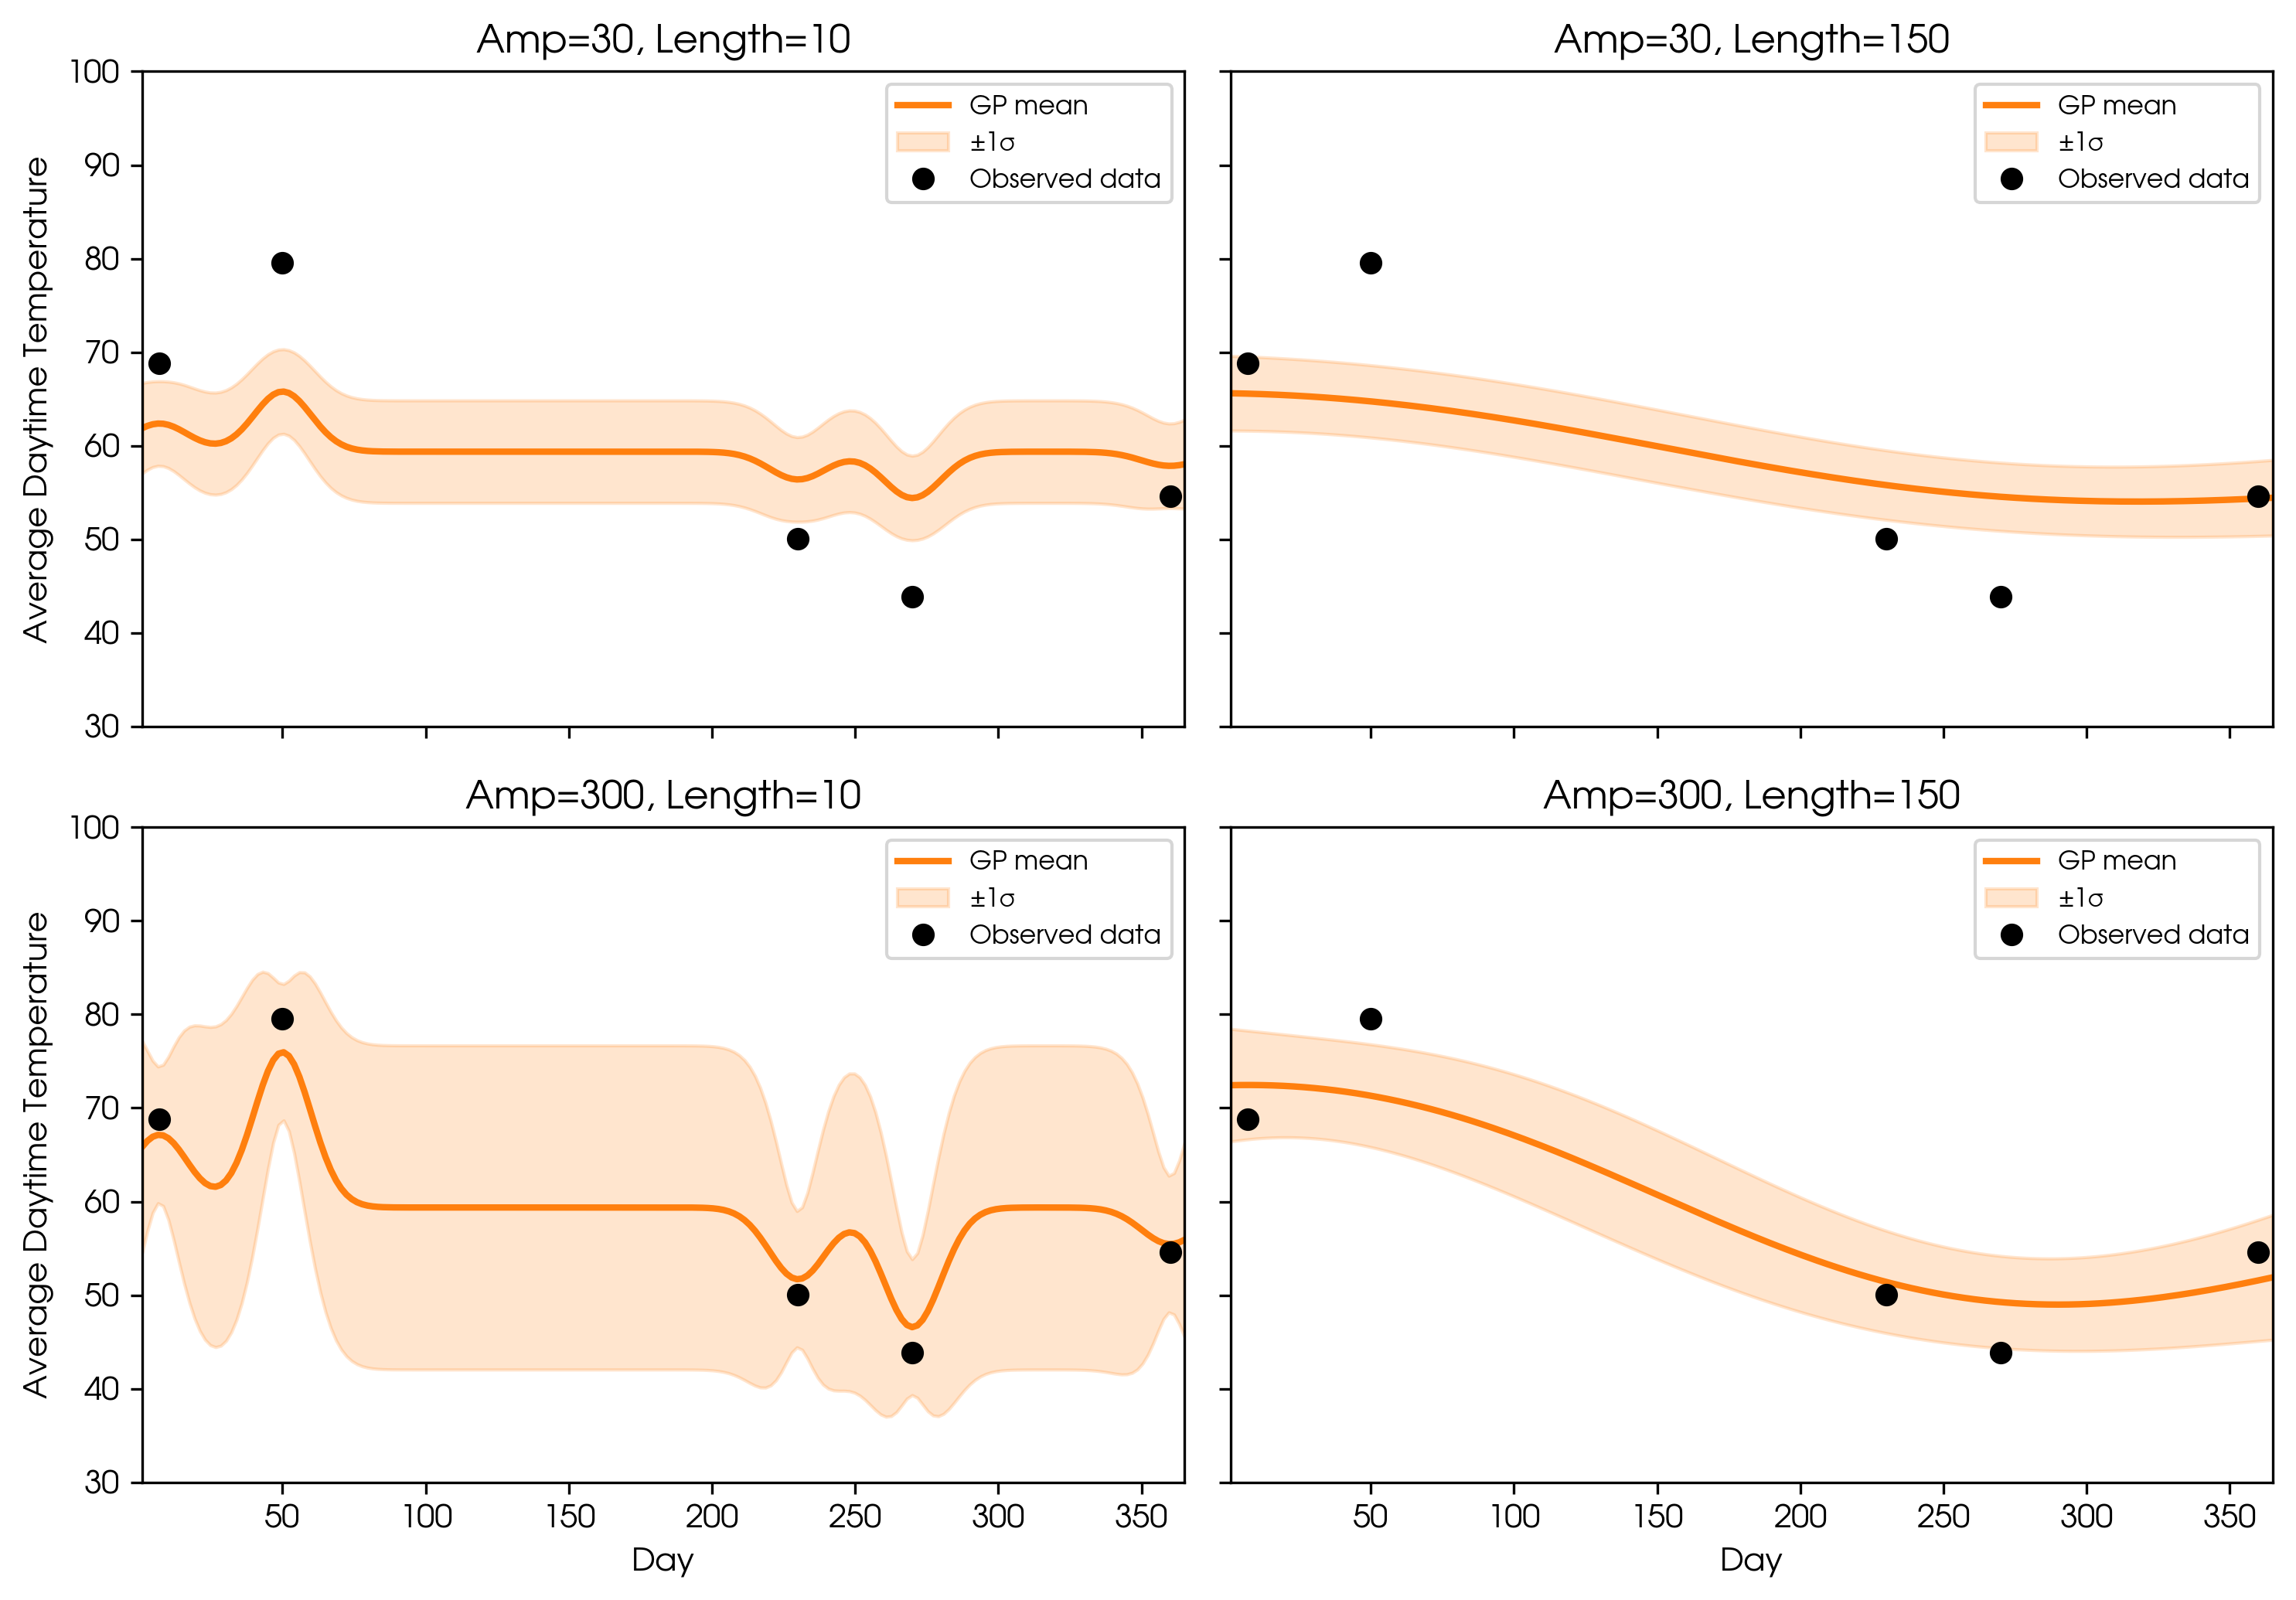 Amp=30, Length=10
100
90
80
70
60
50
40
30
Average Daytime Temperature
GP mean
±1σ
Observed data
Amp=30, Length=150
GP mean
±1σ
Observed data
Amp=300, Length=10
100
90
80
70
60
50
40
30
Average Daytime Temperature
GP mean
±1σ
Observed data
50 100 150 200 250 300 350
Day
Amp=300, Length=150
GP mean
±1σ
Observed data
50 100 150 200 250 300 350
Day